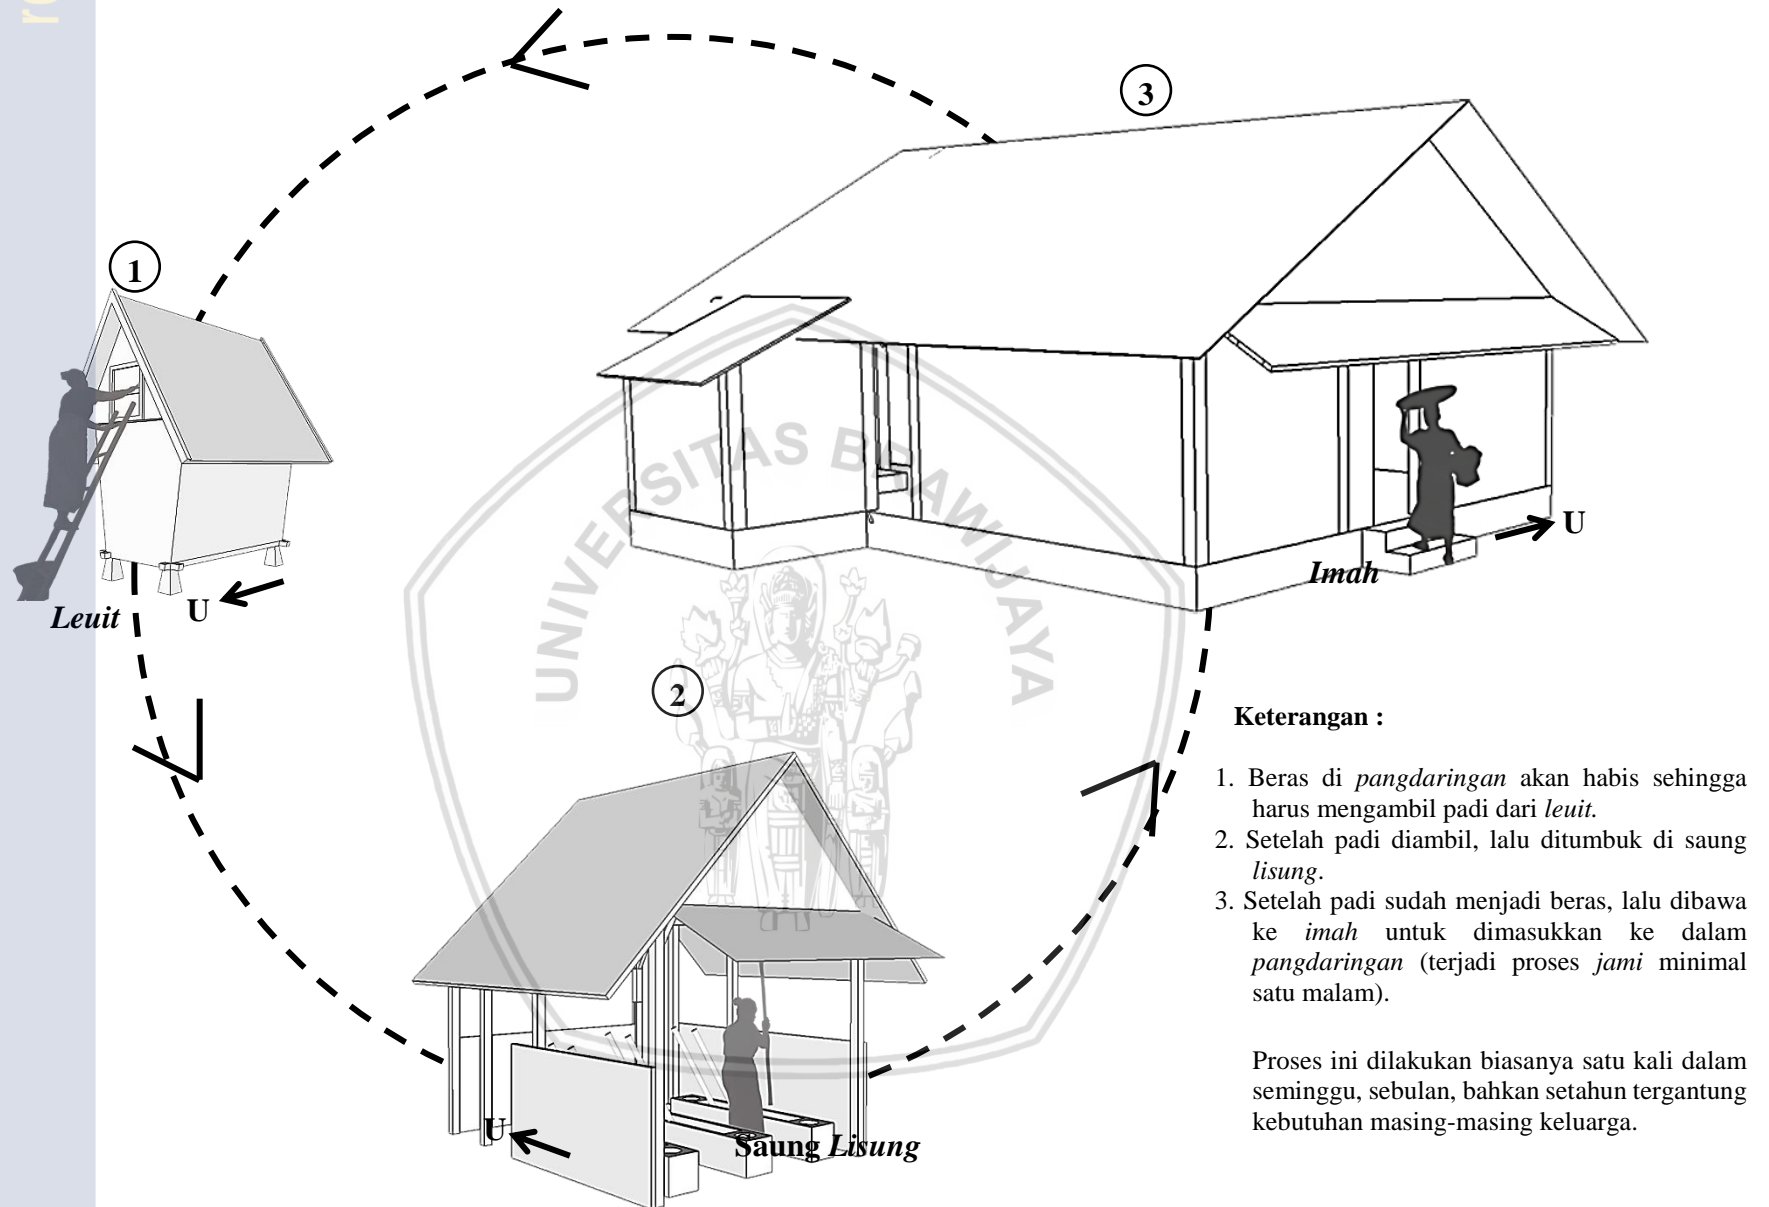 3
1
Leuit
U
UNIVERSITAS BRAWIJAYA
U
Imah
2
U
Saung Lisung
Keterangan :
1. Beras di pangdaringan akan habis sehingga
harus mengambil padi dari leuit.
2. Setelah padi diambil, lalu ditumbuk di saung
lisung.
3. Setelah padi sudah menjadi beras, lalu dibawa
ke imah untuk dimasukkan ke dalam
pangdaringan (terjadi proses jami minimal
satu malam).
Proses ini dilakukan biasanya satu kali dalam
seminggu, sebulan, bahkan setahun tergantung
kebutuhan masing-masing keluarga.